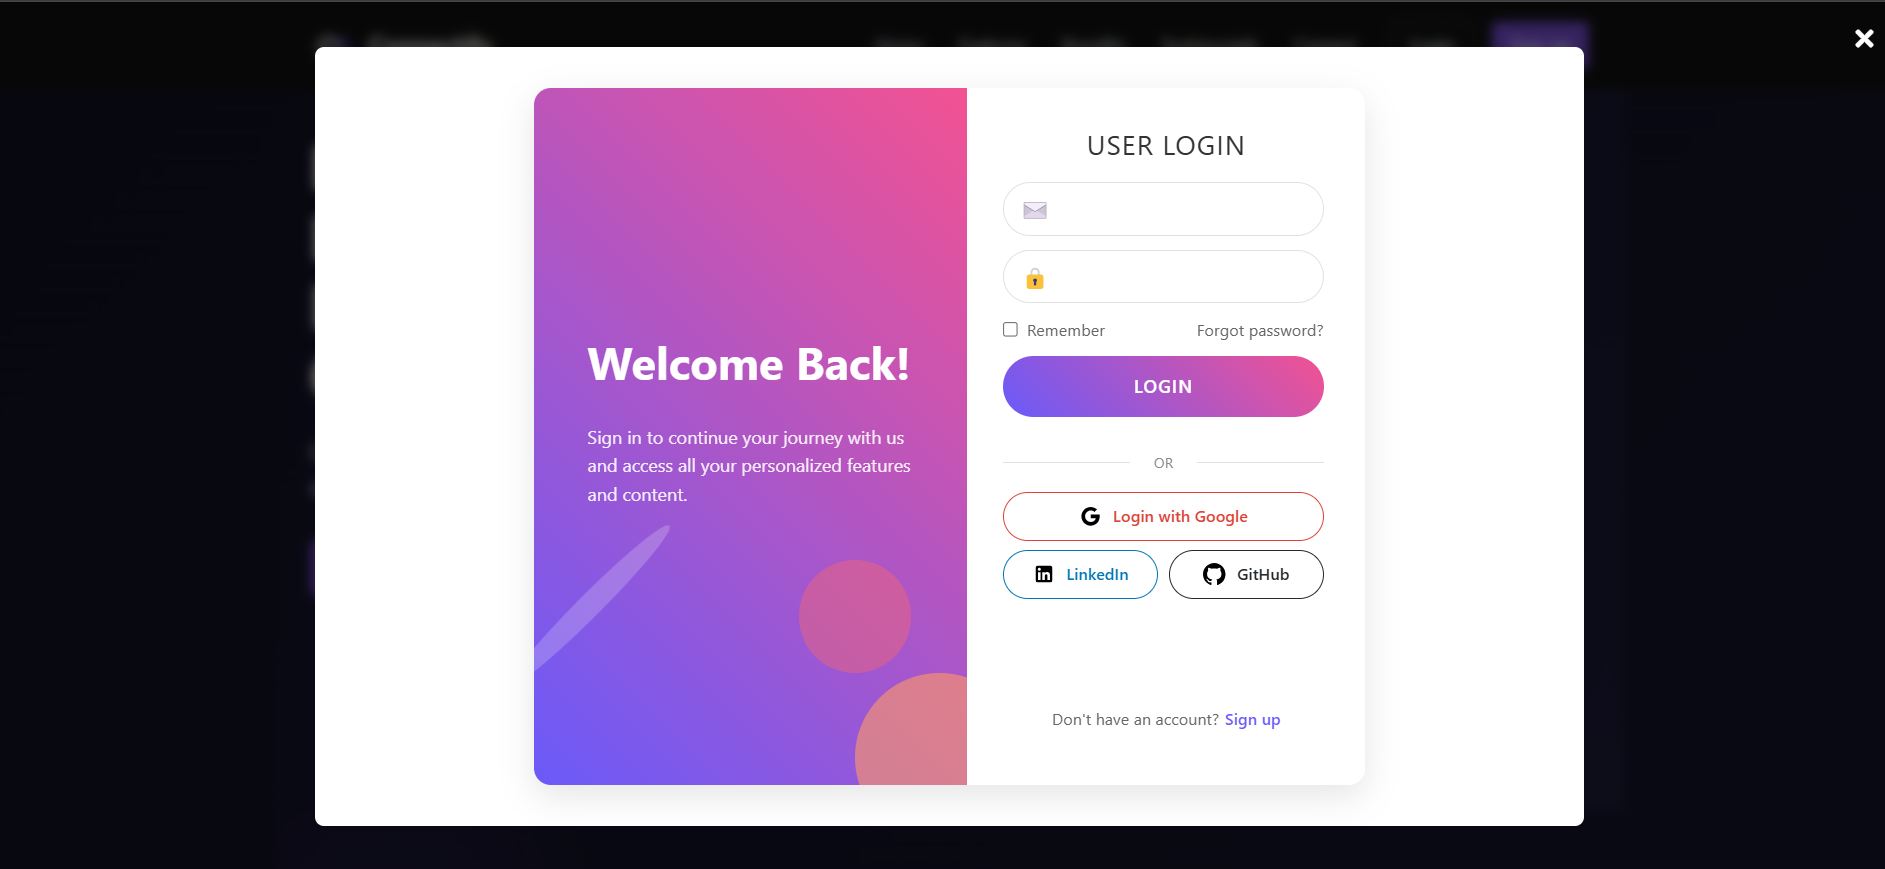 Welcome Back!
Sign in to continue your journey with us
and access all your personalized features
and content.
USER LOGIN
Remember
Forgot password?
LOGIN
OR
Login with Google
LinkedIn
GitHub
Don't have an account? Sign up